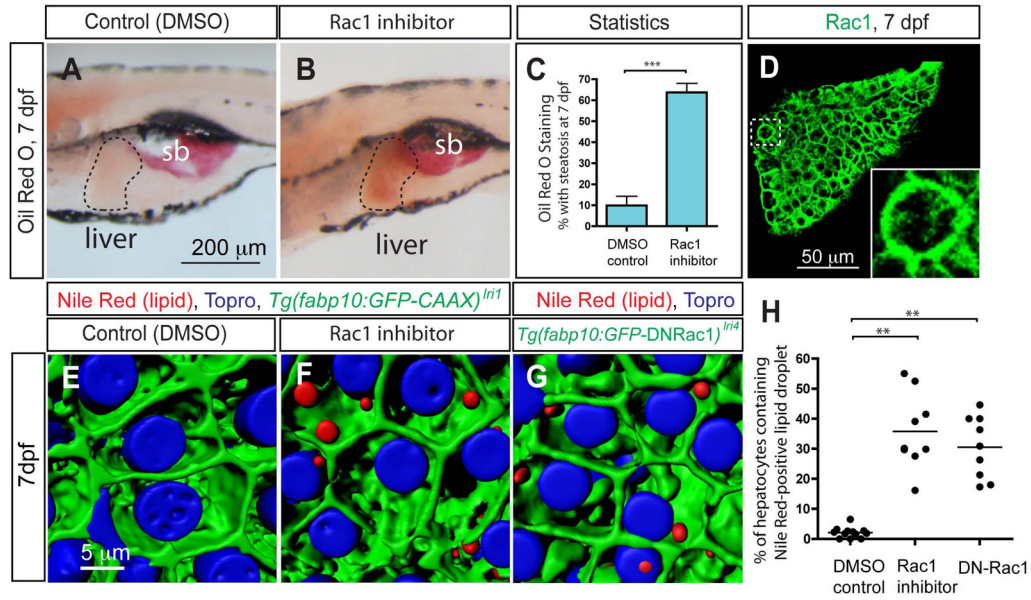 Control (DMSO)
Rac1 inhibitor
Statistics
Rac1, 7 dpf
Oil Red O, 7 dpf
A
sb
liver
200 μm
B
sb
liver
C
***
Oil Red O Staining
% with steatosis at 7 dpf
70
60
50
40
30
20
10
0
DMSO
control
Rac1
inhibitor
D
50 μm
Nile Red (lipid), Topro, Tg(fabp10:GFP-CAAX)lri1
Nile Red (lipid), Topro
Control (DMSO)
Rac1 inhibitor
Tg(fabp10:GFP-DNRac1)lri4
7dpf
E
5 μm
F
G
H
**
**
% of hepatocytes containing
Nile Red-positive lipid droplet
60
50
40
30
20
10
0
DMSO
control
Rac1
inhibitor
DN-Rac1